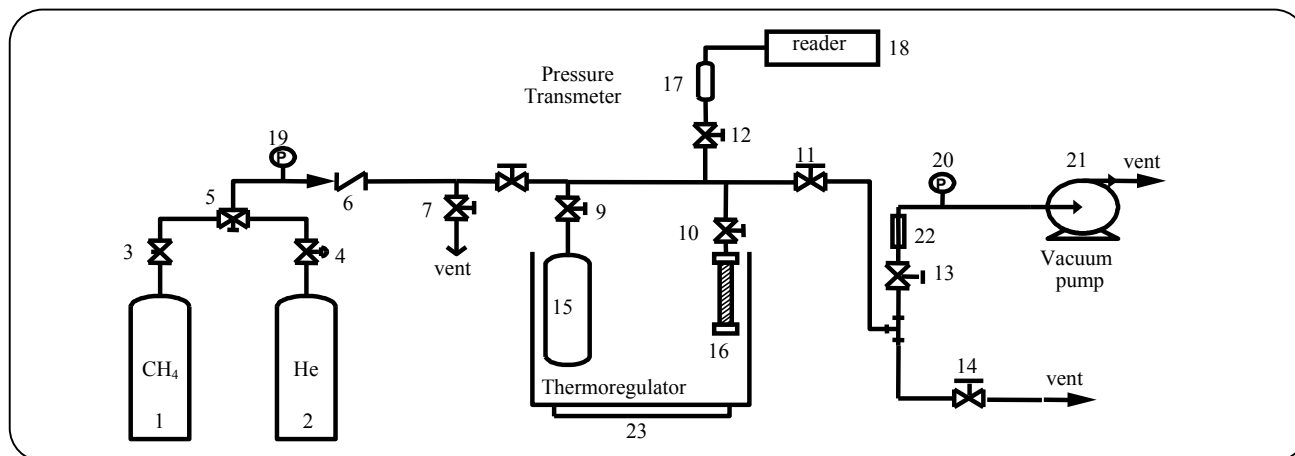 reader
18
17
Pressure
Transmeter
12
19
P
11
20
P
21
vent
5
6
7
9
10
22
3
4
vent
13
Vacuum
pump
15
16
CH₄
He
Thermoregulator
14
vent
1
2
23